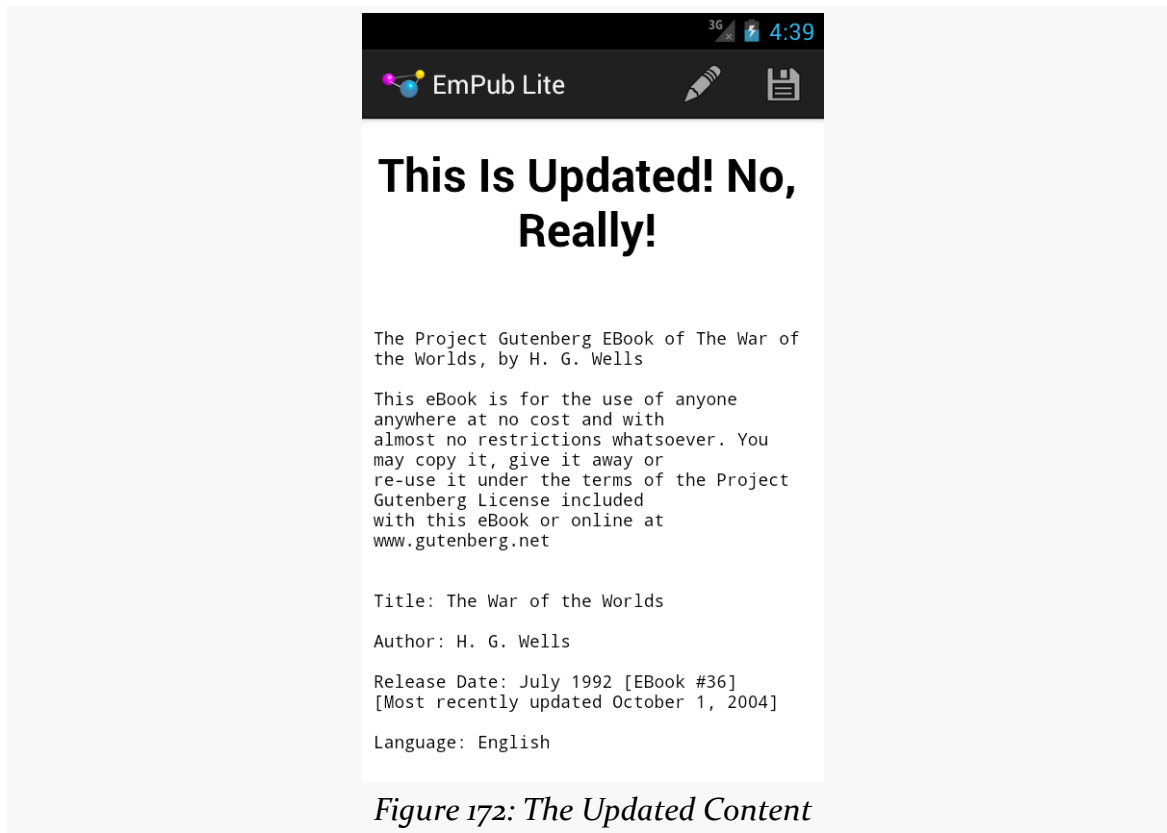 3G 4:39
EmPub Lite
This Is Updated! No,
Really!
The Project Gutenberg EBook of The War of
the Worlds, by H. G. Wells
This eBook is for the use of anyone
anywhere at no cost and with
almost no restrictions whatsoever. You
may copy it, give it away or
re-use it under the terms of the Project
Gutenberg License included
with this eBook or online at
www.gutenberg.net
Title: The War of the Worlds
Author: H. G. Wells
Release Date: July 1992 [EBook #36]
[Most recently updated October 1, 2004]
Language: English
Figure 172: The Updated Content